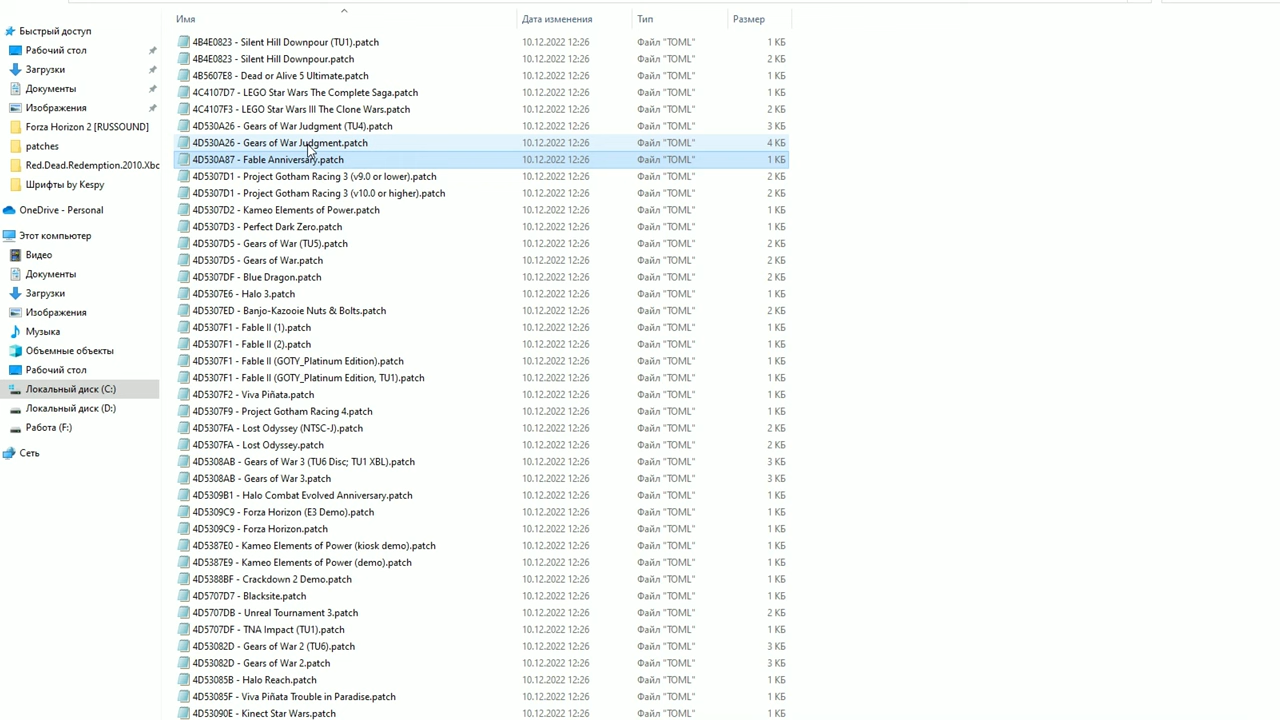 Имя Дата изменения Тип Размер
Быстрый доступ
Рабочий стол
Загрузки
Документы
Изображения
Forza Horizon 2 [RUSSOUND]
patches
Red.Dead.Redemption.2010.Xbc
Шрифты by Kespy
OneDrive - Personal
Этот компьютер
Видео
Документы
Загрузки
Изображения
Музыка
Объемные объекты
Рабочий стол
Локальный диск (C:)
Локальный диск (D:)
Работа (F:)
Сеть
4B4E0823 - Silent Hill Downpour (TU1).patch 10.12.2022 12:26 Файл "TOML" 1 КБ
4B4E0823 - Silent Hill Downpour.patch 10.12.2022 12:26 Файл "TOML" 2 КБ
4B5607E8 - Dead or Alive 5 Ultimate.patch 10.12.2022 12:26 Файл "TOML" 1 КБ
4C4107D7 - LEGO Star Wars The Complete Saga.patch 10.12.2022 12:26 Файл "TOML" 1 КБ
4C4107F3 - LEGO Star Wars III The Clone Wars.patch 10.12.2022 12:26 Файл "TOML" 1 КБ
4D530A26 - Gears of War Judgment (TU4).patch 10.12.2022 12:26 Файл "TOML" 3 КБ
4D530A26 - Gears of War Judgment.patch 10.12.2022 12:26 Файл "TOML" 4 КБ
4D530A87 - Fable Anniversary.patch 10.12.2022 12:26 Файл "TOML" 1 КБ
4D5307D1 - Project Gotham Racing 3 (v9.0 or lower).patch 10.12.2022 12:26 Файл "TOML" 2 КБ
4D5307D1 - Project Gotham Racing 3 (v10.0 or higher).patch 10.12.2022 12:26 Файл "TOML" 2 КБ
4D5307D2 - Kameo Elements of Power.patch 10.12.2022 12:26 Файл "TOML" 1 КБ
4D5307D3 - Perfect Dark Zero.patch 10.12.2022 12:26 Файл "TOML" 1 КБ
4D5307D5 - Gears of War (TU5).patch 10.12.2022 12:26 Файл "TOML" 2 КБ
4D5307D5 - Gears of War.patch 10.12.2022 12:26 Файл "TOML" 2 КБ
4D5307DF - Blue Dragon.patch 10.12.2022 12:26 Файл "TOML" 2 КБ
4D5307E6 - Halo 3.patch 10.12.2022 12:26 Файл "TOML" 1 КБ
4D5307ED - Banjo-Kazooie Nuts & Bolts.patch 10.12.2022 12:26 Файл "TOML" 2 КБ
4D5307F1 - Fable II (1).patch 10.12.2022 12:26 Файл "TOML" 1 КБ
4D5307F1 - Fable II (2).patch 10.12.2022 12:26 Файл "TOML" 2 КБ
4D5307F1 - Fable II (GOTY_Platinum Edition).patch 10.12.2022 12:26 Файл "TOML" 2 КБ
4D5307F1 - Fable II (GOTY_Platinum Edition, TU1).patch 10.12.2022 12:26 Файл "TOML" 2 КБ
4D5307F2 - Viva Piñata.patch 10.12.2022 12:26 Файл "TOML" 2 КБ
4D5307F9 - Project Gotham Racing 4.patch 10.12.2022 12:26 Файл "TOML" 2 КБ
4D5307FA - Lost Odyssey (NTSC-J).patch 10.12.2022 12:26 Файл "TOML" 2 КБ
4D5307FA - Lost Odyssey.patch 10.12.2022 12:26 Файл "TOML" 2 КБ
4D5308AB - Gears of War 3 (TU6 Disc; TU1 XBL).patch 10.12.2022 12:26 Файл "TOML" 3 КБ
4D5308AB - Gears of War 3.patch 10.12.2022 12:26 Файл "TOML" 3 КБ
4D5309B1 - Halo Combat Evolved Anniversary.patch 10.12.2022 12:26 Файл "TOML" 1 КБ
4D5309C9 - Forza Horizon (E3 Demo).patch 10.12.2022 12:26 Файл "TOML" 1 КБ
4D5309C9 - Forza Horizon.patch 10.12.2022 12:26 Файл "TOML" 1 КБ
4D5387E0 - Kameo Elements of Power (kiosk demo).patch 10.12.2022 12:26 Файл "TOML" 1 КБ
4D5387E9 - Kameo Elements of Power (demo).patch 10.12.2022 12:26 Файл "TOML" 1 КБ
4D5388BF - Crackdown 2 Demo.patch 10.12.2022 12:26 Файл "TOML" 1 КБ
4D5707D7 - Blacksite.patch 10.12.2022 12:26 Файл "TOML" 1 КБ
4D5707DB - Unreal Tournament 3.patch 10.12.2022 12:26 Файл "TOML" 2 КБ
4D5707DF - TNA Impact (TU1).patch 10.12.2022 12:26 Файл "TOML" 1 КБ
4D53082D - Gears of War 2 (TU6).patch 10.12.2022 12:26 Файл "TOML" 3 КБ
4D53082D - Gears of War 2.patch 10.12.2022 12:26 Файл "TOML" 3 КБ
4D53085B - Halo Reach.patch 10.12.2022 12:26 Файл "TOML" 1 КБ
4D53085F - Viva Piñata Trouble in Paradise.patch 10.12.2022 12:26 Файл "TOML" 1 КБ
4D53090E - Kinect Star Wars.patch 10.12.2022 12:26 Файл "TOML" 1 КБ